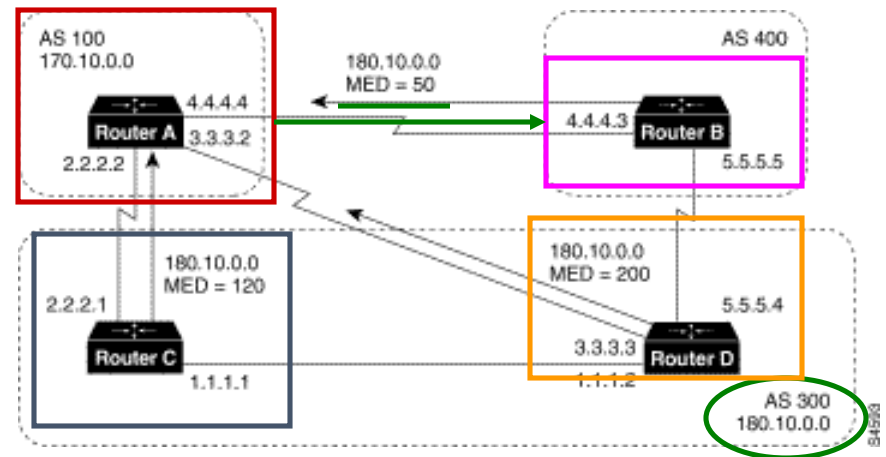 AS 100
170.10.0.0
180.10.0.0
MED = 50
AS 400
4.4.4.4
Router A
3.3.3.2
2.2.2.2
4.4.4.3
Router B
5.5.5.5
180.10.0.0
MED = 120
180.10.0.0
MED = 200
2.2.2.1
5.5.5.4
Router C
1.1.1.1
3.3.3.3
Router D
1.1.1.2
AS 300
180.10.0.0